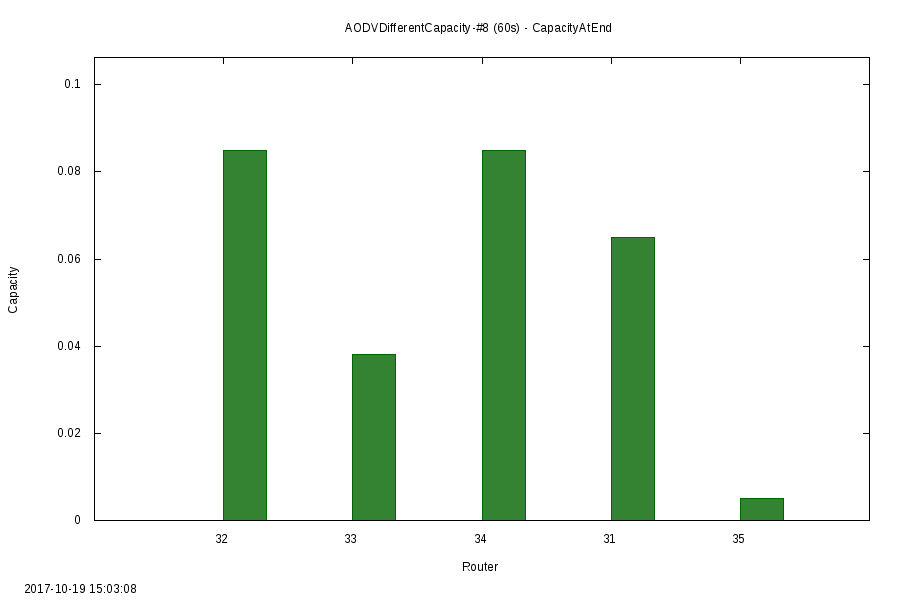 AODVDifferentCapacity-#8 (60s) - CapacityAtEnd
0.1
0.08
0.06
0.04
0.02
0
Capacity
32 33 34 31 35
Router
2017-10-19 15:03:08